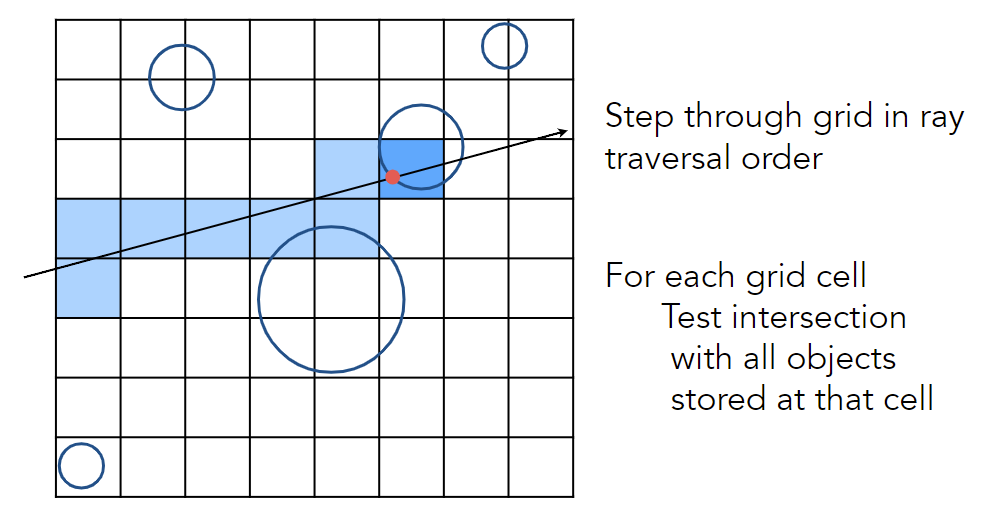 Step through grid in ray
traversal order
For each grid cell
Test intersection
with all objects
stored at that cell